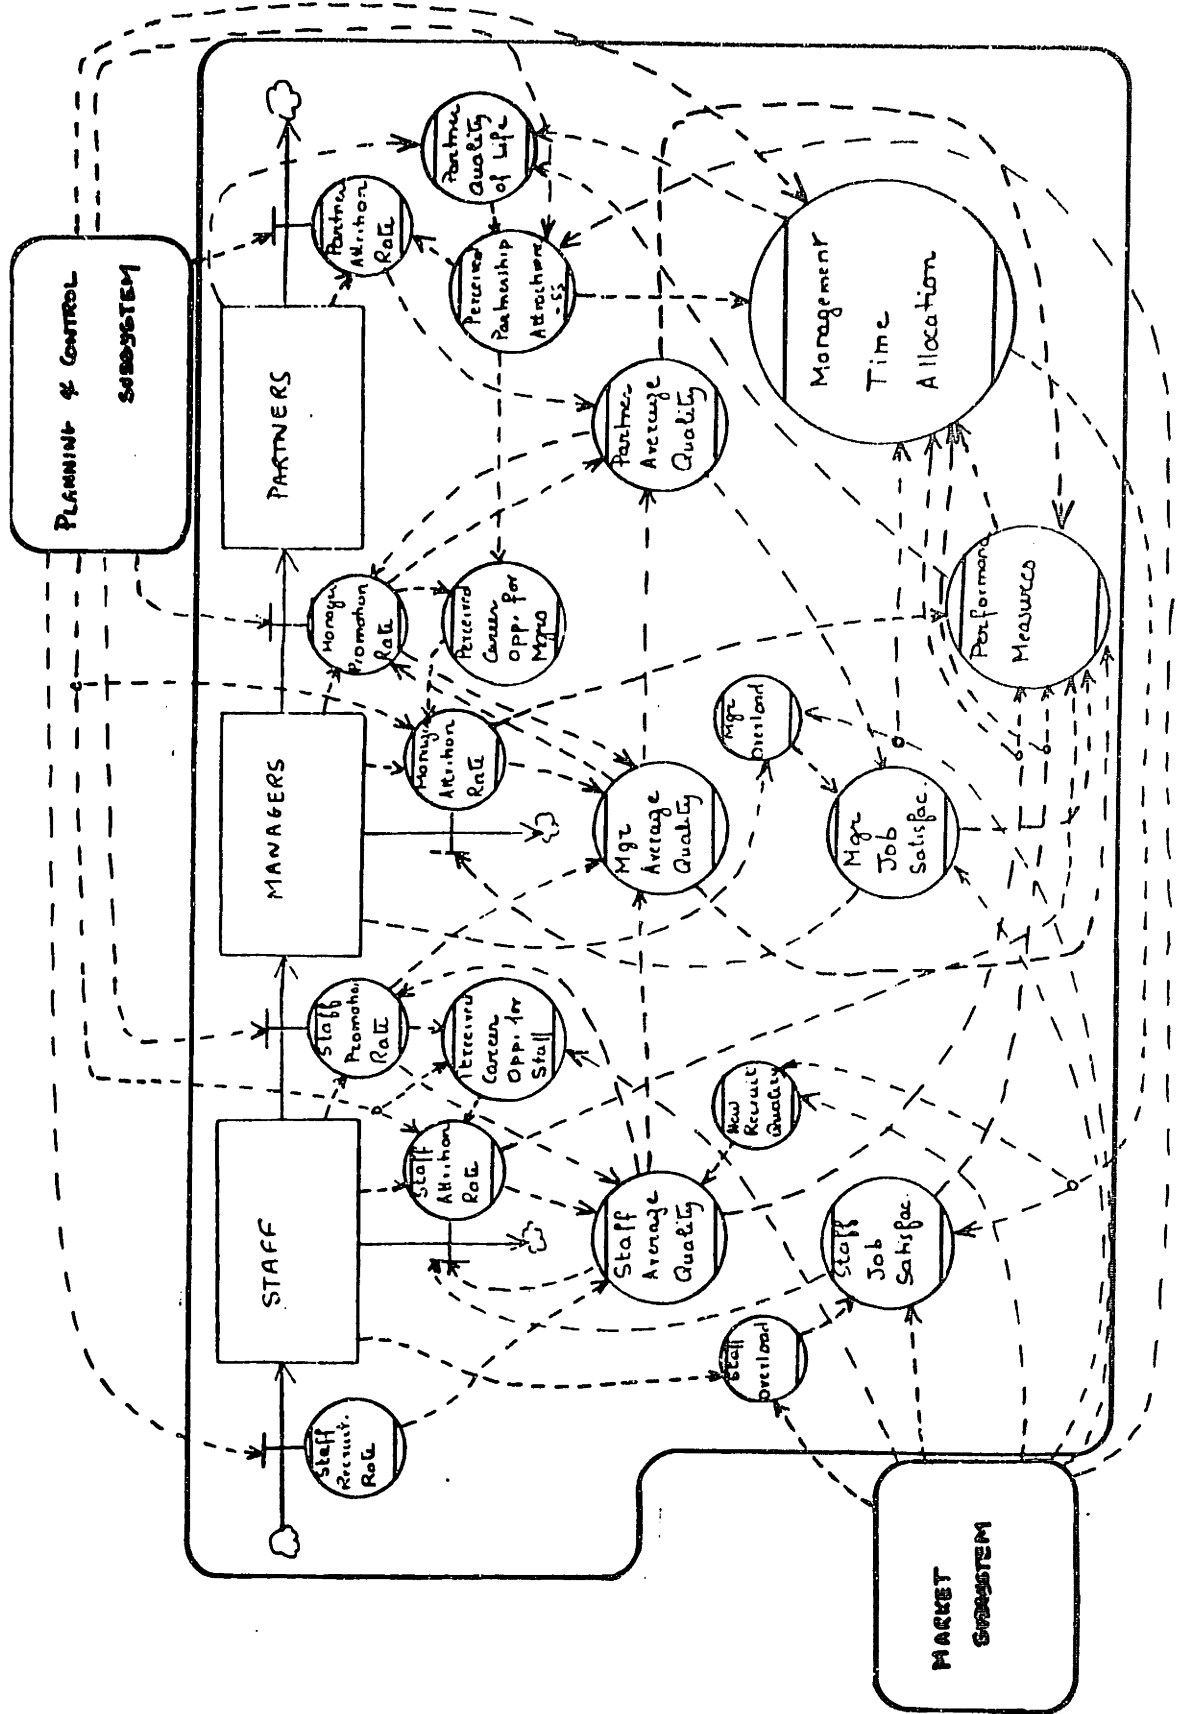 PLANNING & CONTROL
SUBSYSTEM
STAFF
MANAGERS
PARTNERS
Staff
Recruit.
Rate
Staff
Attrition
Rate
Staff
Promotion
Rate
Perceived
Career
Opp. for
Staff
Manager
Attrition
Rate
Manager
Promotion
Rate
Perceived
Career
Opp. for
Mgrs
Partner
Attrition
Rate
Perceived
Partnership
Attractiveness
-ss
Partner
Quality
of Life
Staff
Average
Quality
Mgr
Average
Quality
Partner
Average
Quality
Staff
Overload
New
Recruit
Quality
Mgr
Overload
Staff
Job
Satisfac.
Mgr
Job
Satisfac.
Performance
Measures
Management
Time
Allocation
MARKET
SUBSYSTEM